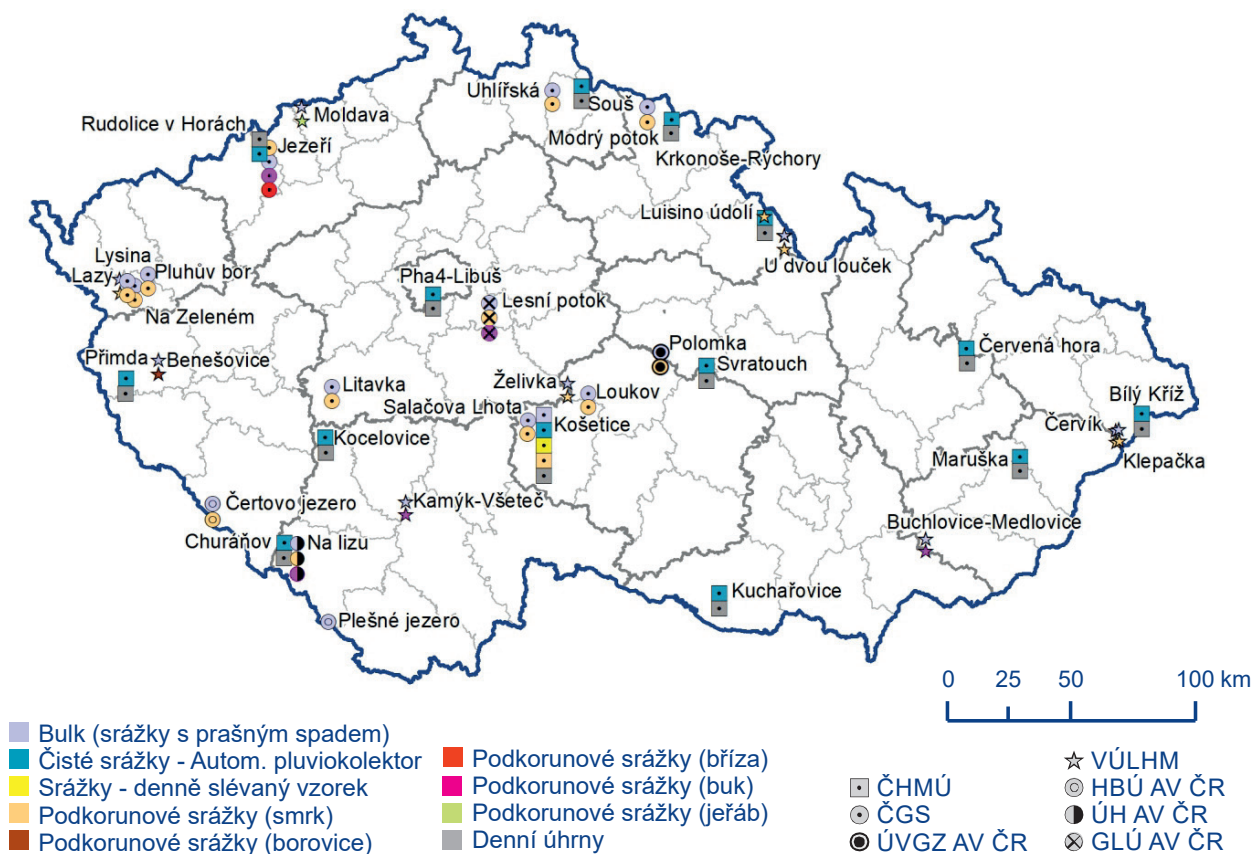 Uhlířská
Souš
Moldava
Rudolice v Horách
Jezeří
Modrý potok
Krkonoše-Rýchory
Luisino údolí
U dvou louček
Lysina
Lazy
Pluhův bor
Na Zeleném
Pha4-Libuš
Lesní potok
Přimda
Benešovice
Polomka
Svratouch
Červená hora
Litavka
Želivka
Loukov
Salačova Lhota
Košetice
Bílý Kříž
Kocelovice
Červík
Klepačka
Maruška
Čertovo jezero
Kamýk-Všeteč
Buchlovice-Medlovice
Churáňov
Na lizu
Kuchařovice
Plešné jezero
0 25 50 100 km
Bulk (srážky s prašným spadem)
Čisté srážky - Autom. pluviokolektor
Srážky - denně slévaný vzorek
Podkorunové srážky (smrk)
Podkorunové srážky (borovice)
Podkorunové srážky (bříza)
Podkorunové srážky (buk)
Podkorunové srážky (jeřáb)
Denní úhrny
ČHMÚ
ČGS
ÚVGZ AV ČR
VÚLHM
HBÚ AV ČR
ÚH AV ČR
GLÚ AV ČR